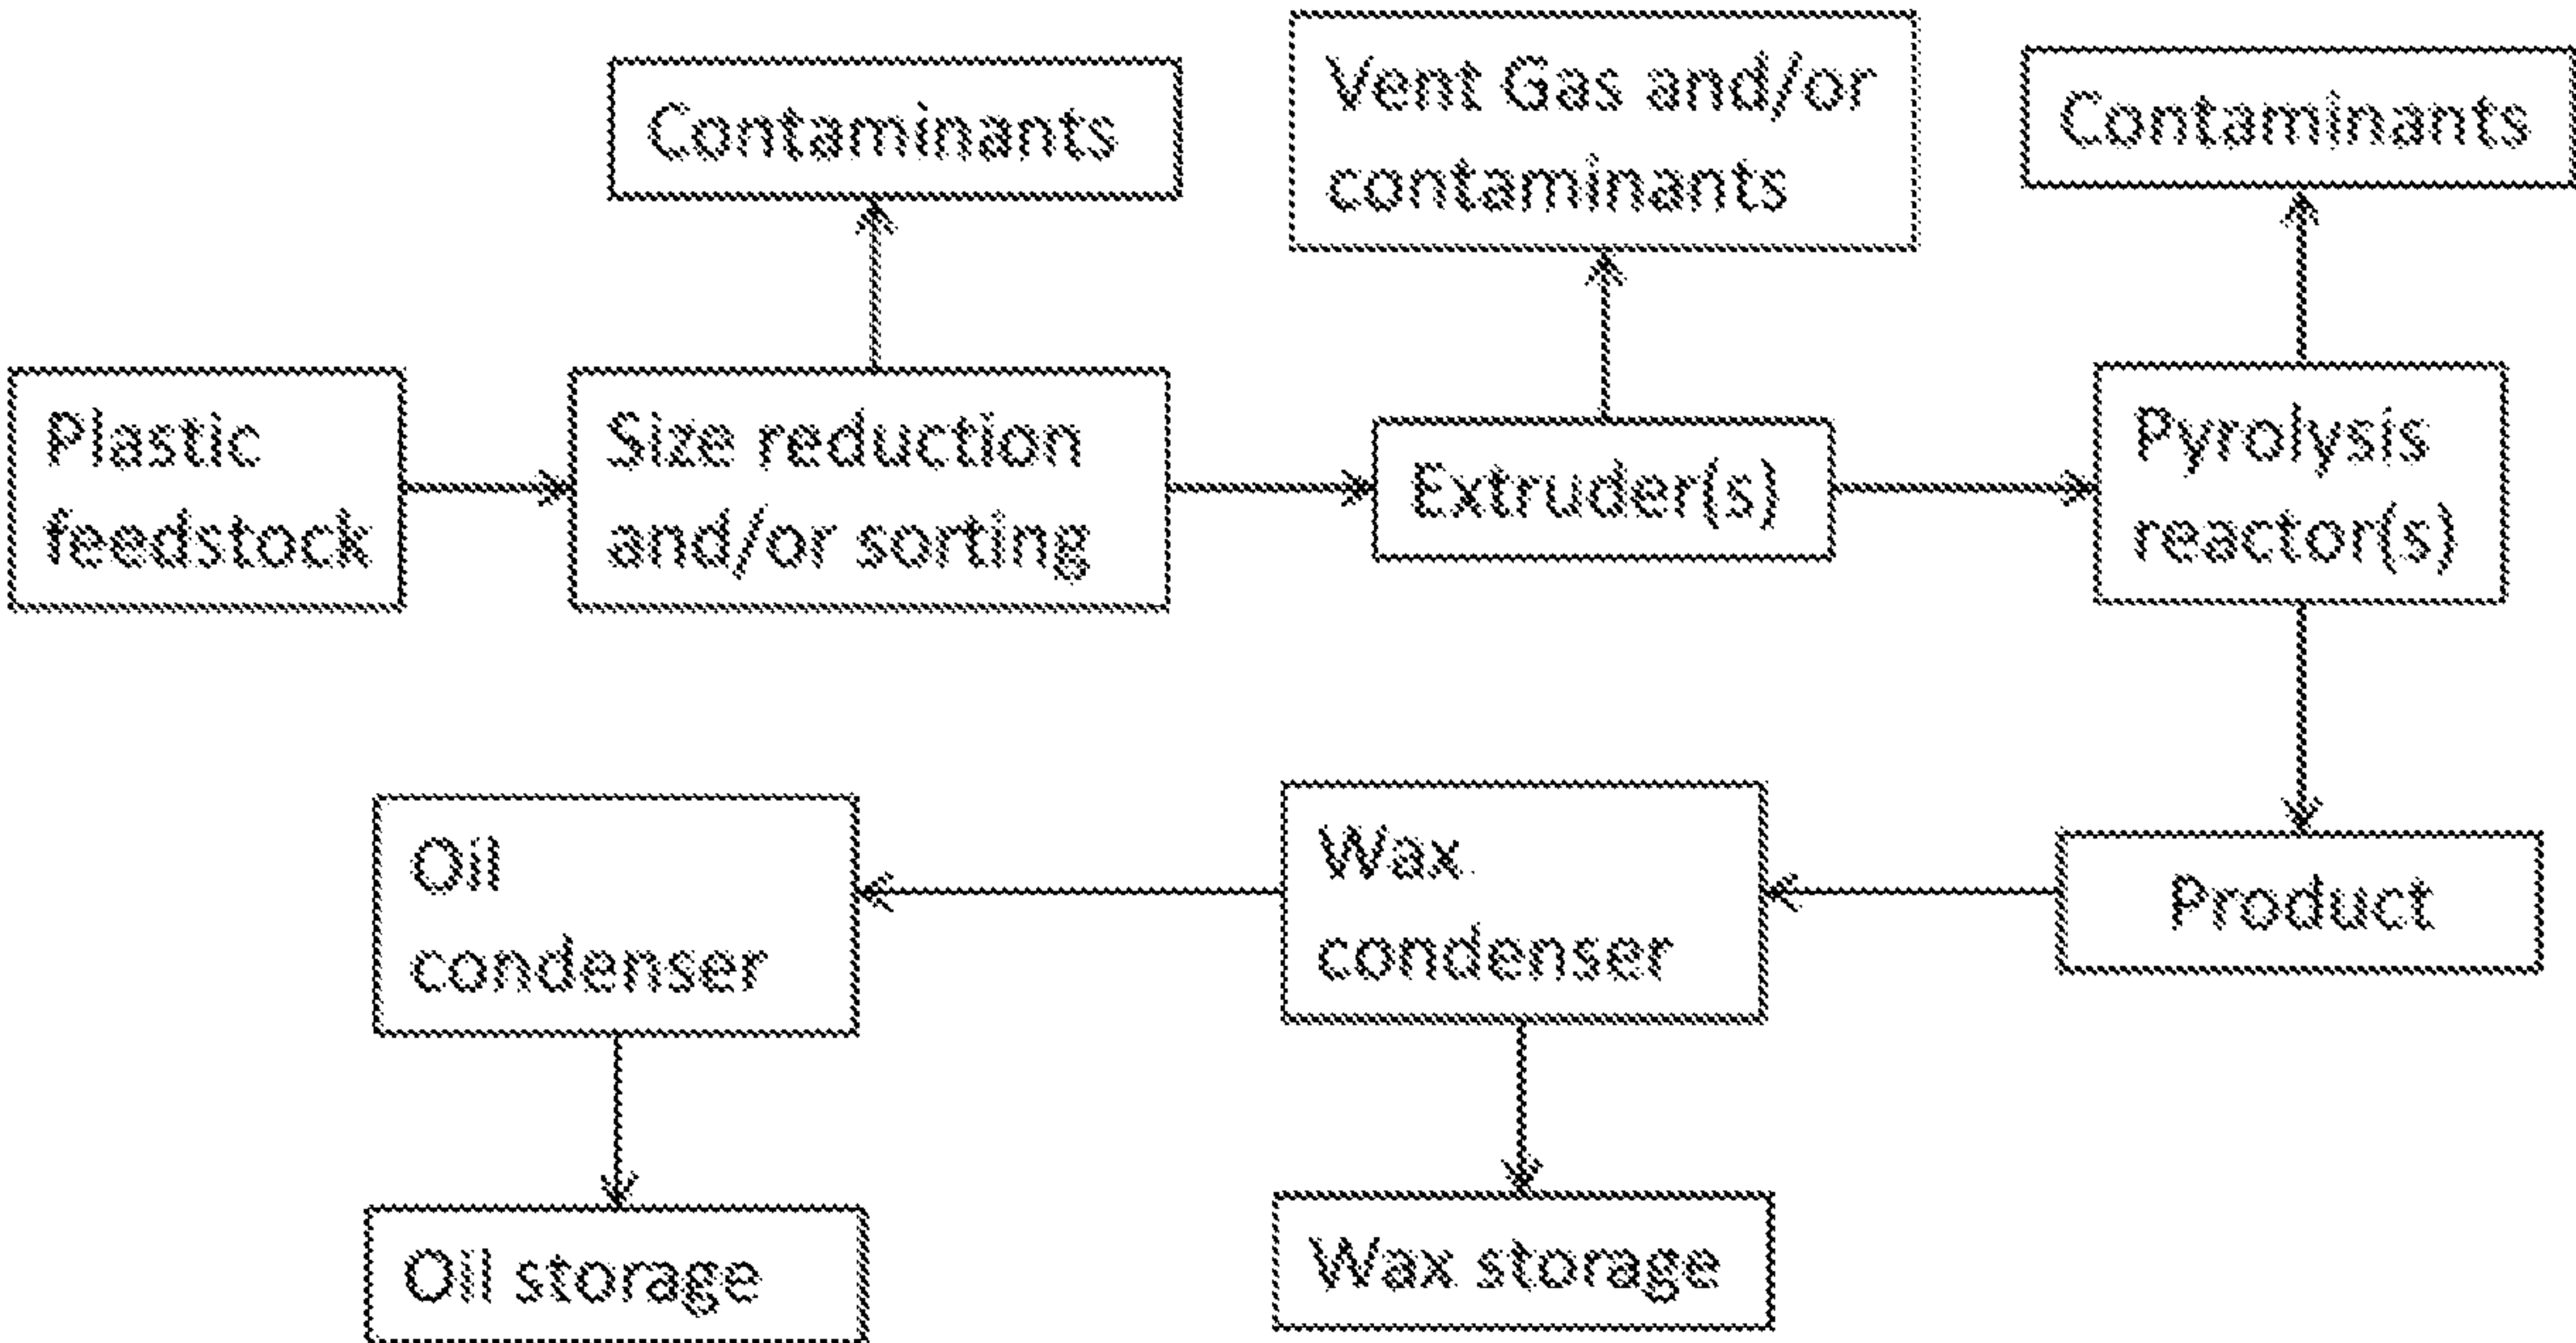 Contaminants
Vent Gas and/or
contaminants
Contaminants
Plastic
feedstock
Size reduction
and/or sorting
Extruder(s)
Pyrolysis
reactor(s)
Oil
condenser
Wax
condenser
Product
Oil storage
Wax storage